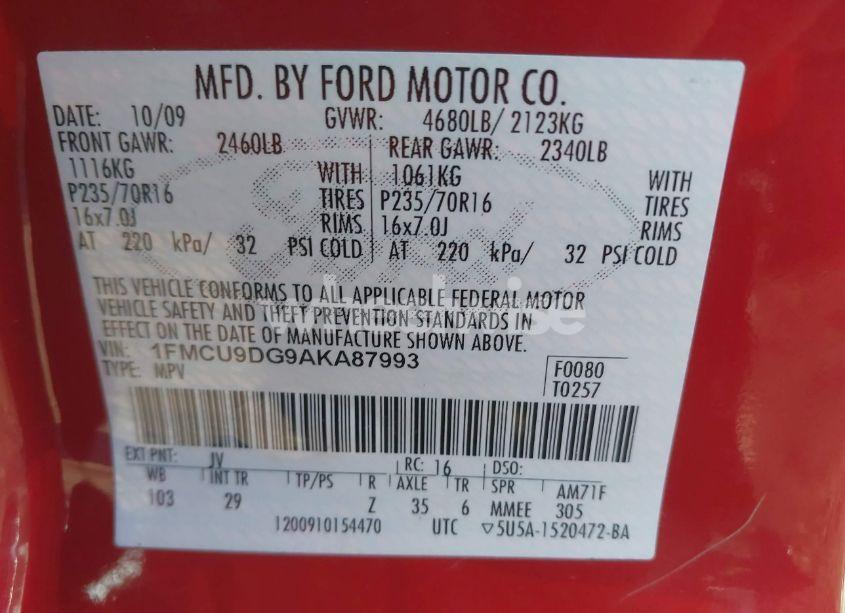 MFD. BY FORD MOTOR CO.
DATE: 10/09 GVWR: 4680LB/ 2123KG
FRONT GAWR: 2460LB REAR GAWR: 2340LB
1116KG WITH 1061KG WITH
P235/70R16 TIRES P235/70R16 TIRES
16x7.0J RIMS 16x7.0J RIMS
AT 220 kPa/ 32 PSI COLD AT 220 kPa/ 32 PSI COLD
THIS VEHICLE CONFORMS TO ALL APPLICABLE FEDERAL MOTOR
VEHICLE SAFETY AND THEFT PREVENTION STANDARDS IN
EFFECT ON THE DATE OF MANUFACTURE SHOWN ABOVE.
VIN: 1FMCU9DG9AKA87993 F0080
TYPE: MPV T0257
EXT PNT: JV RC: 16 DSO:
WB INT TR TP/PS R AXLE TR SPR AM71F
103 29 Z 35 6 MMEE 305
1200910154470 UTC ▽5U5A-1520472-BA